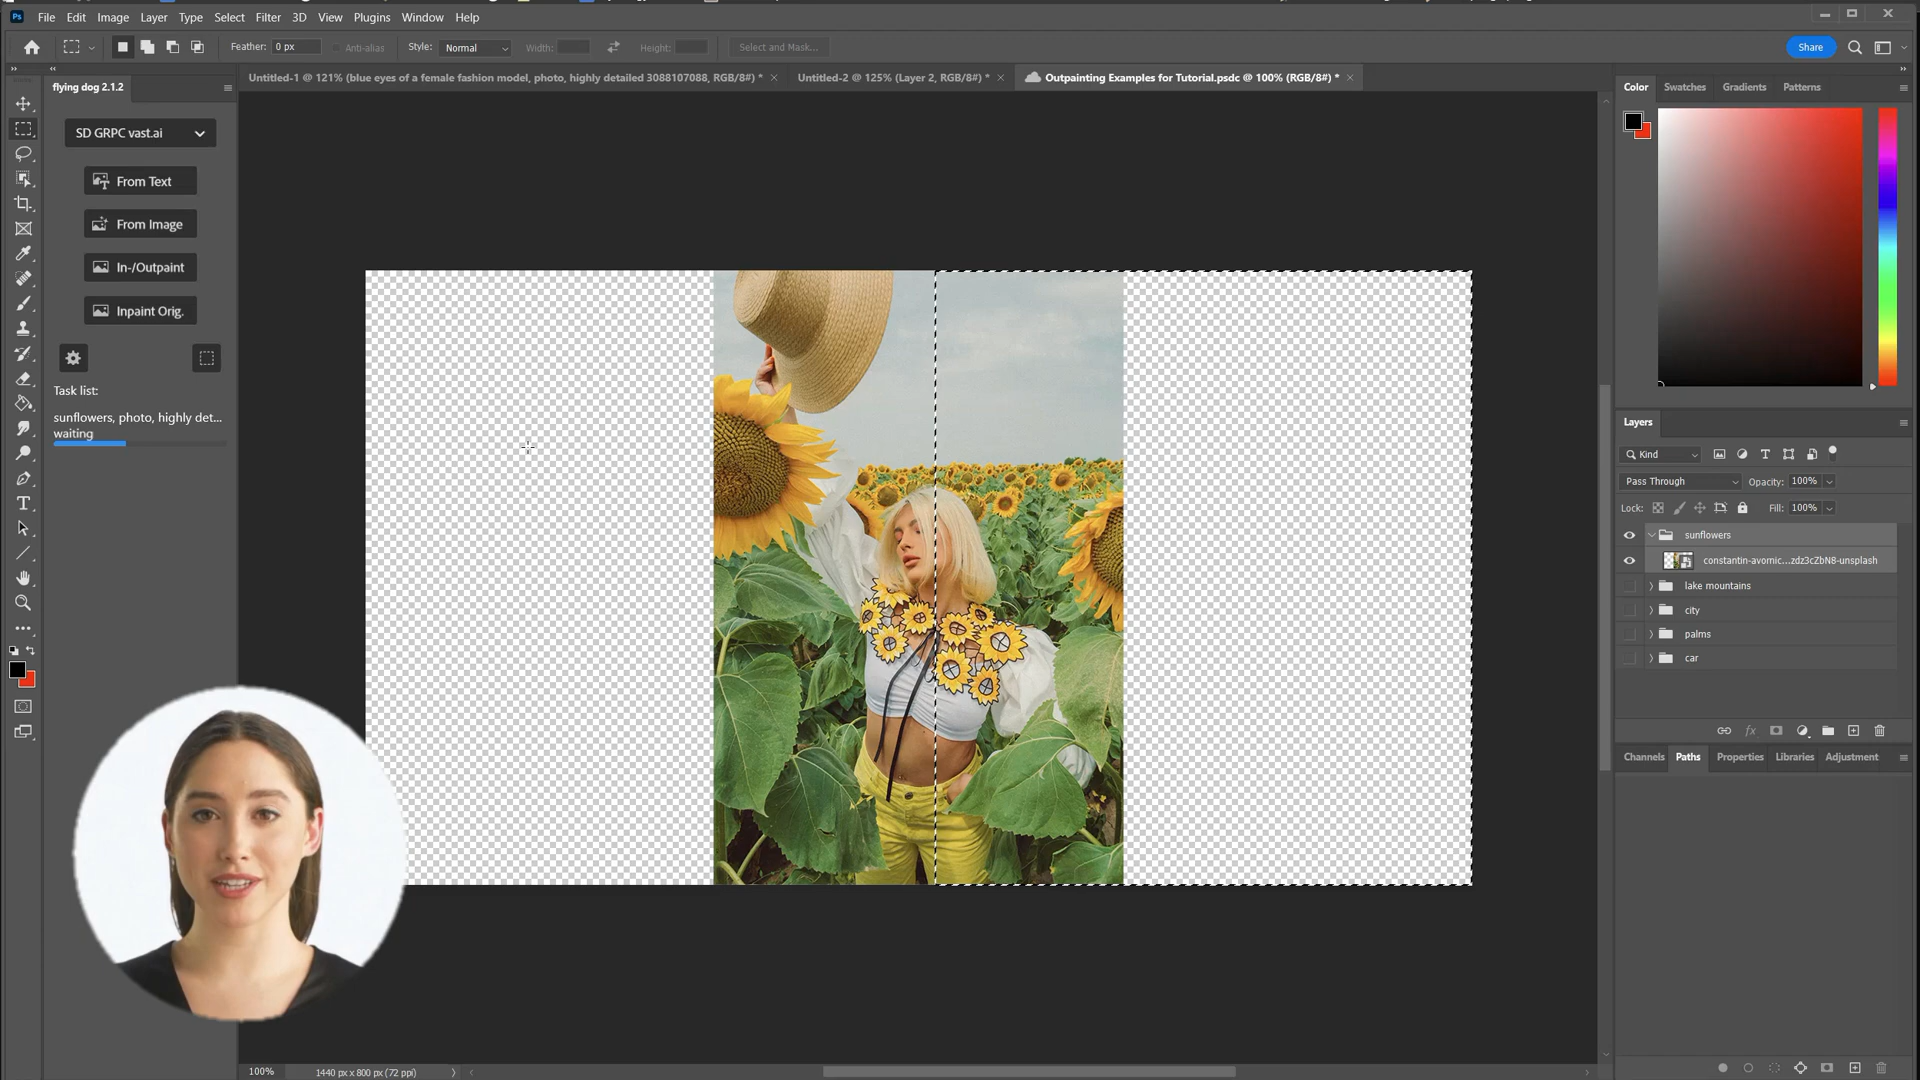 Ps File Edit Image Layer Type Select Filter 3D View Plugins Window Help
Feather: 0 px Anti-alias Style: Normal Width: Height: Select and Mask... Share
Untitled-1 @ 121% (blue eyes of a female fashion model, photo, highly detailed 3088107088, RGB/8#) * Untitled-2 @ 125% (Layer 2, RGB/8#) * Outpainting Examples for Tutorial.psdc @ 100% (RGB/8#) *
flying dog 2.1.2
SD GRPC vast.ai
From Text
From Image
In-/Outpaint
Inpaint Orig.
Task list:
sunflowers, photo, highly det...
waiting
Color Swatches Gradients Patterns
Layers
Kind
Pass Through Opacity: 100%
Lock: Fill: 100%
sunflowers
constantin-avornic...zdz3cZbN8-unsplash
lake mountains
city
palms
car
Channels Paths Properties Libraries Adjustment
100% 1440 px x 800 px (72 ppi)